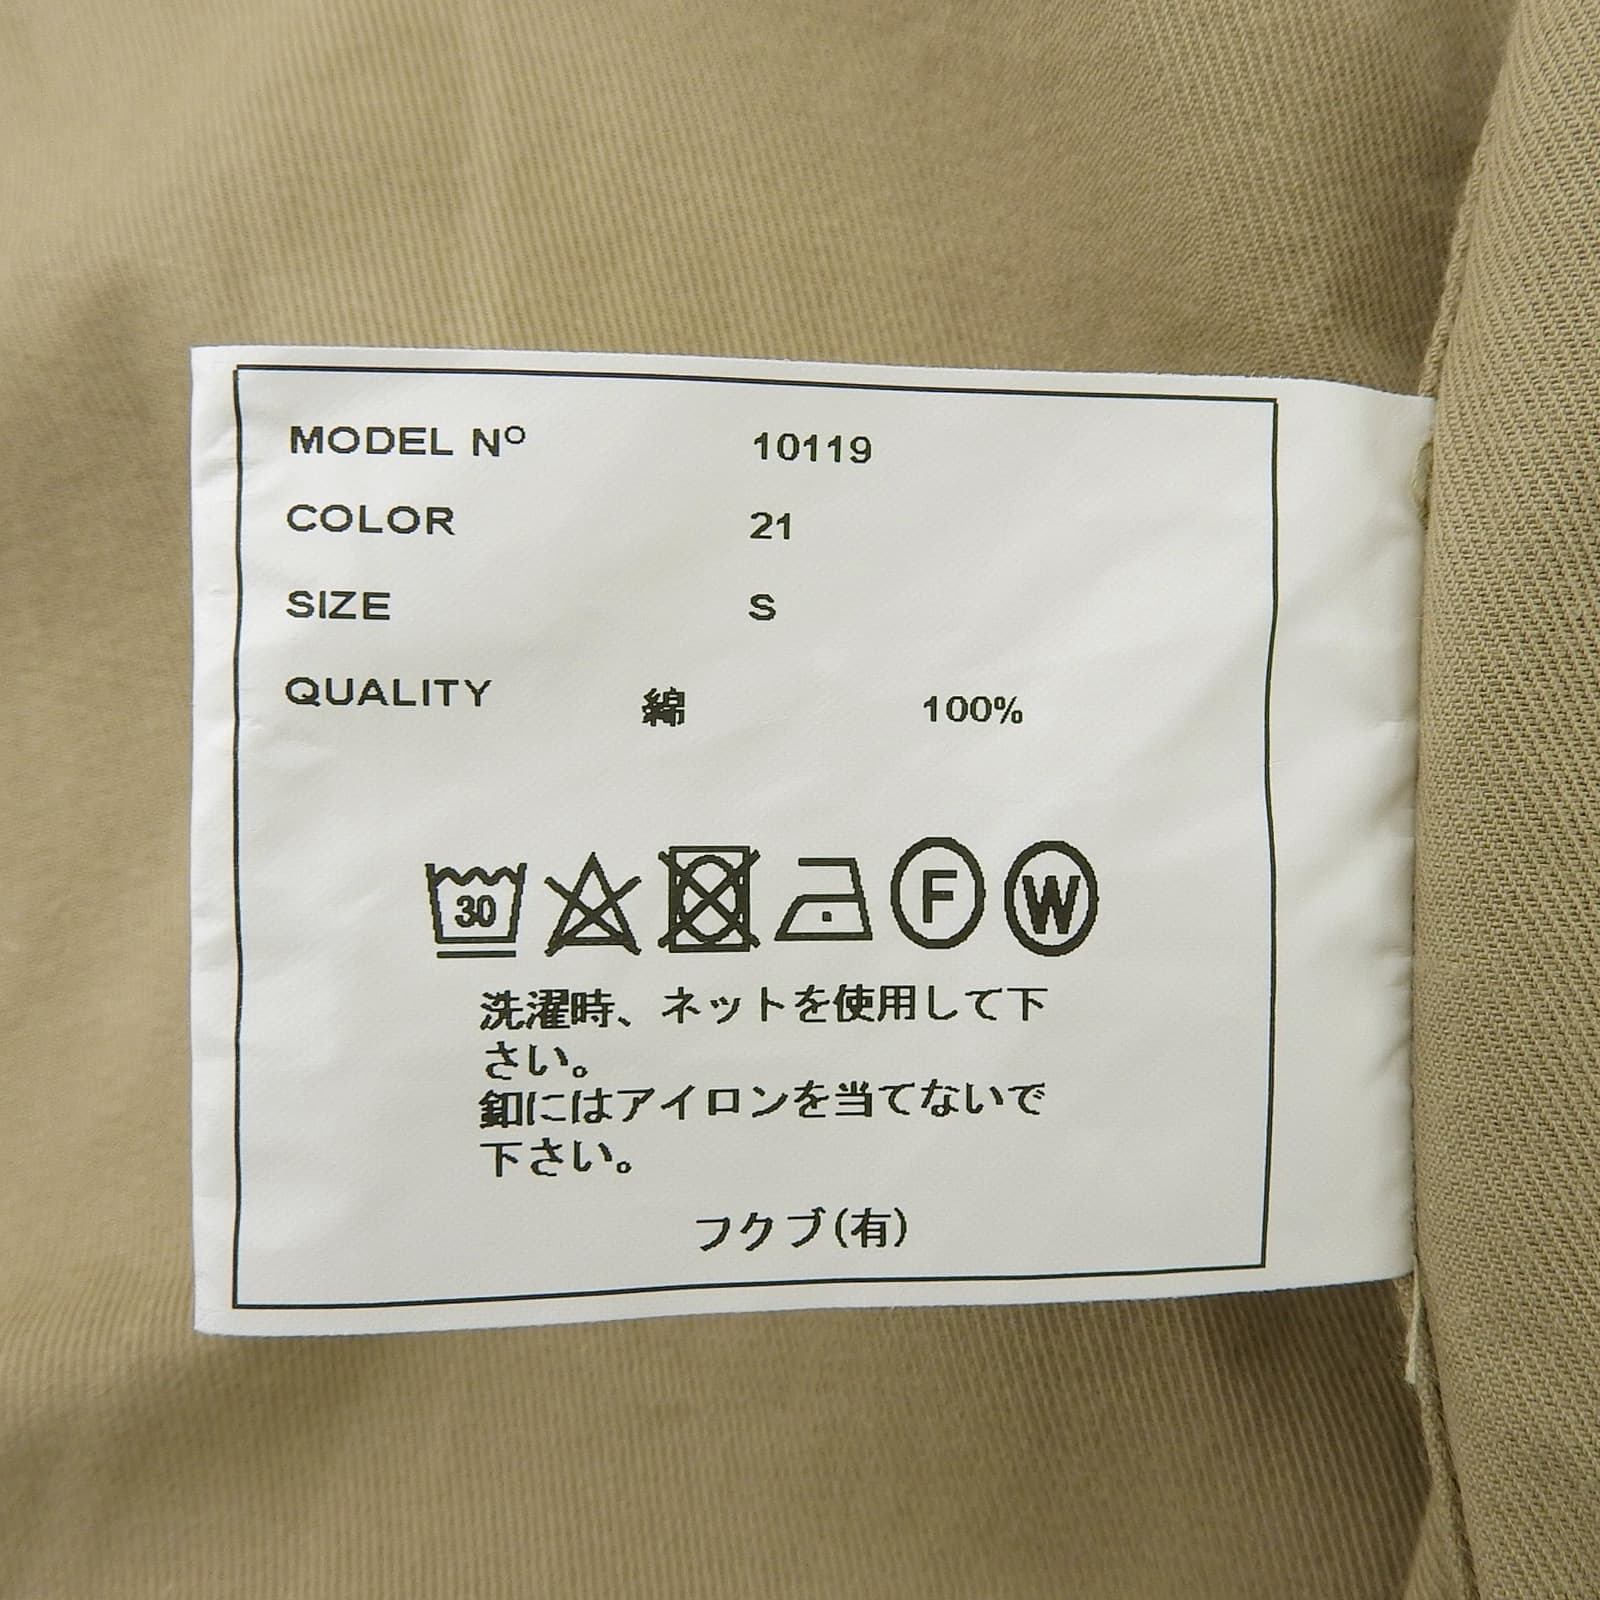 MODEL Nº 10119
COLOR 21
SIZE S
QUALITY 綿 100%
30 F W
洗濯時、ネットを使用して下
さい。
釦にはアイロンを当てないで
下さい。
フクブ(有)